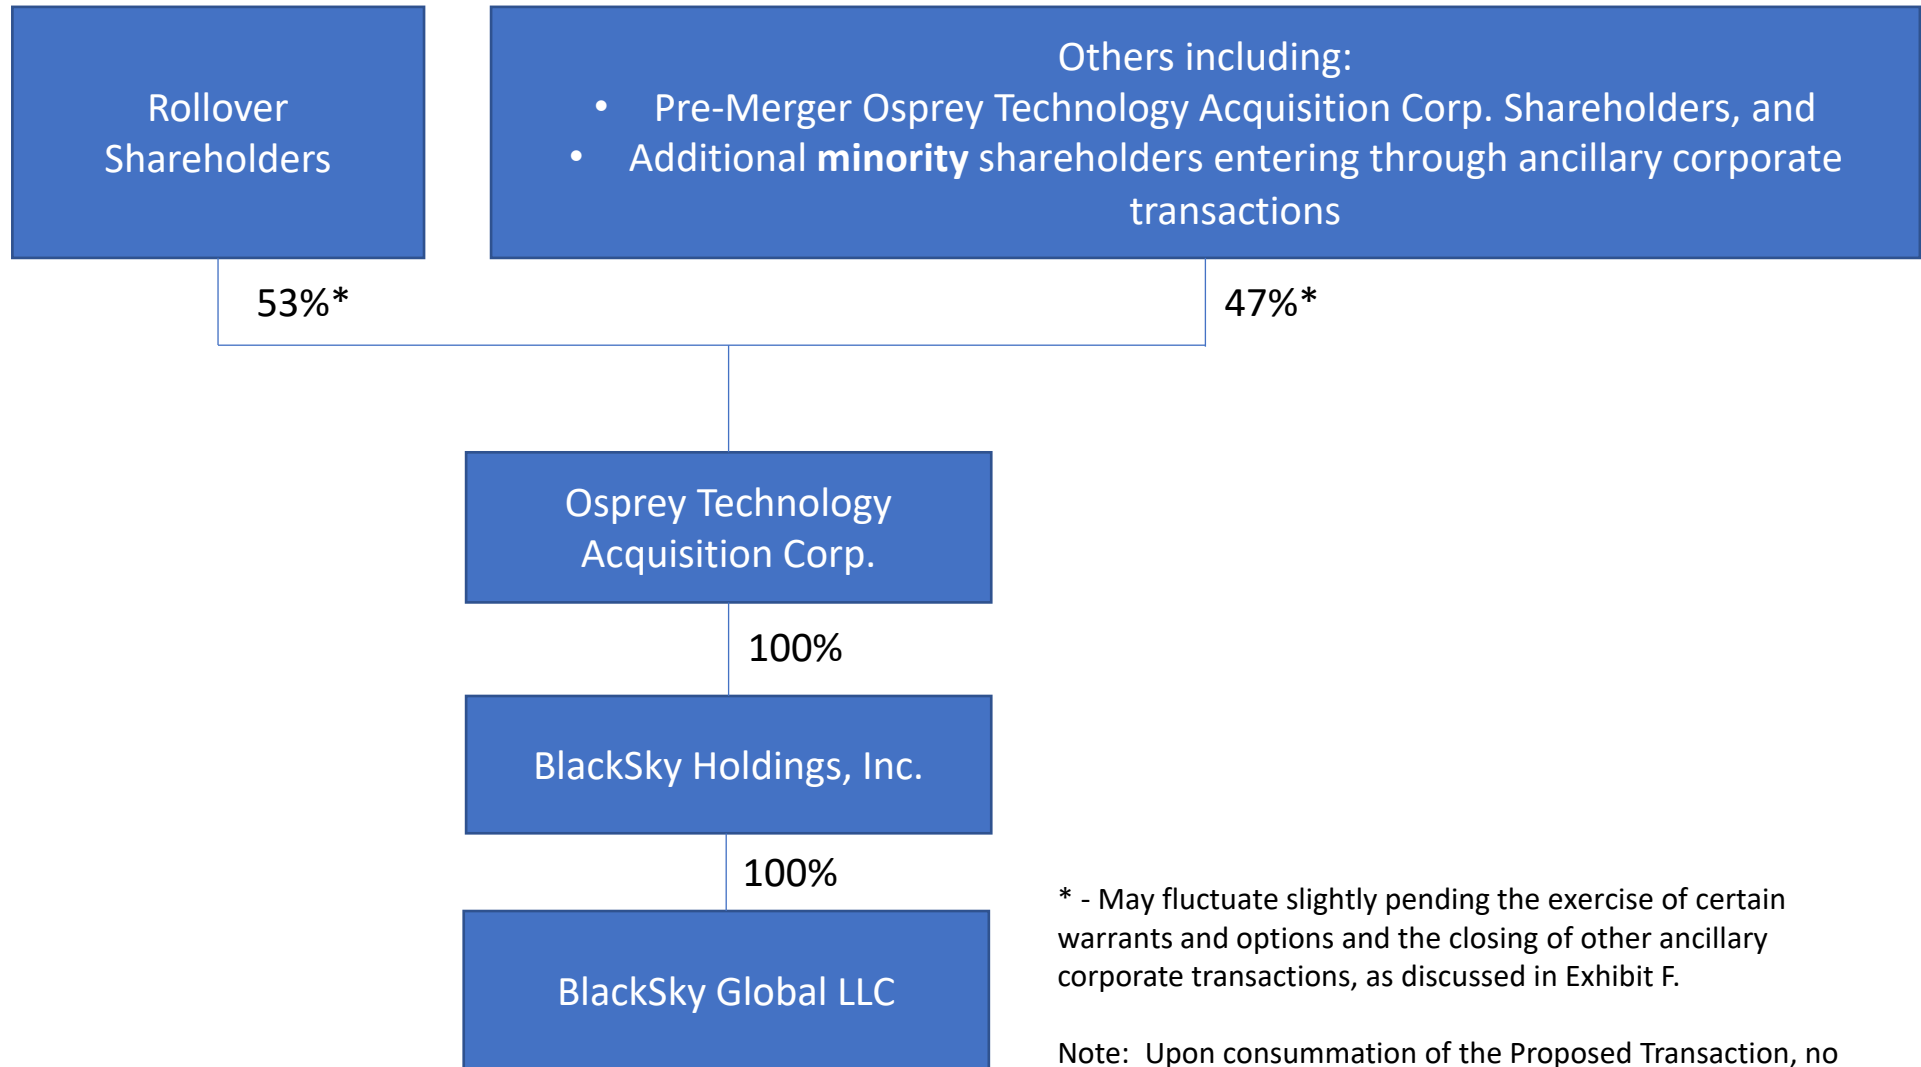 Rollover
Shareholders
Others including:
• Pre-Merger Osprey Technology Acquisition Corp. Shareholders, and
• Additional minority shareholders entering through ancillary corporate
transactions
53%*
47%*
Osprey Technology
Acquisition Corp.
100%
BlackSky Holdings, Inc.
100%
BlackSky Global LLC
* - May fluctuate slightly pending the exercise of certain
warrants and options and the closing of other ancillary
corporate transactions, as discussed in Exhibit F.
Note: Upon consummation of the Proposed Transaction, no